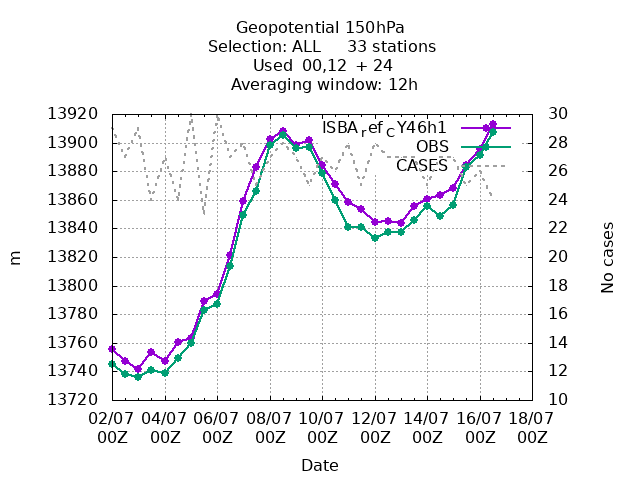 Geopotential 150hPa
Selection: ALL 33 stations
Used 00,12 + 24
Averaging window: 12h
ISBA_ref_CY46h1
OBS
CASES
13920
13900
13880
13860
13840
13820
13800
13780
13760
13740
13720
30
28
26
24
22
20
18
16
14
12
10
m
No cases
02/07 04/07 06/07 08/07 10/07 12/07 14/07 16/07 18/07
00Z 00Z 00Z 00Z 00Z 00Z 00Z 00Z 00Z
Date